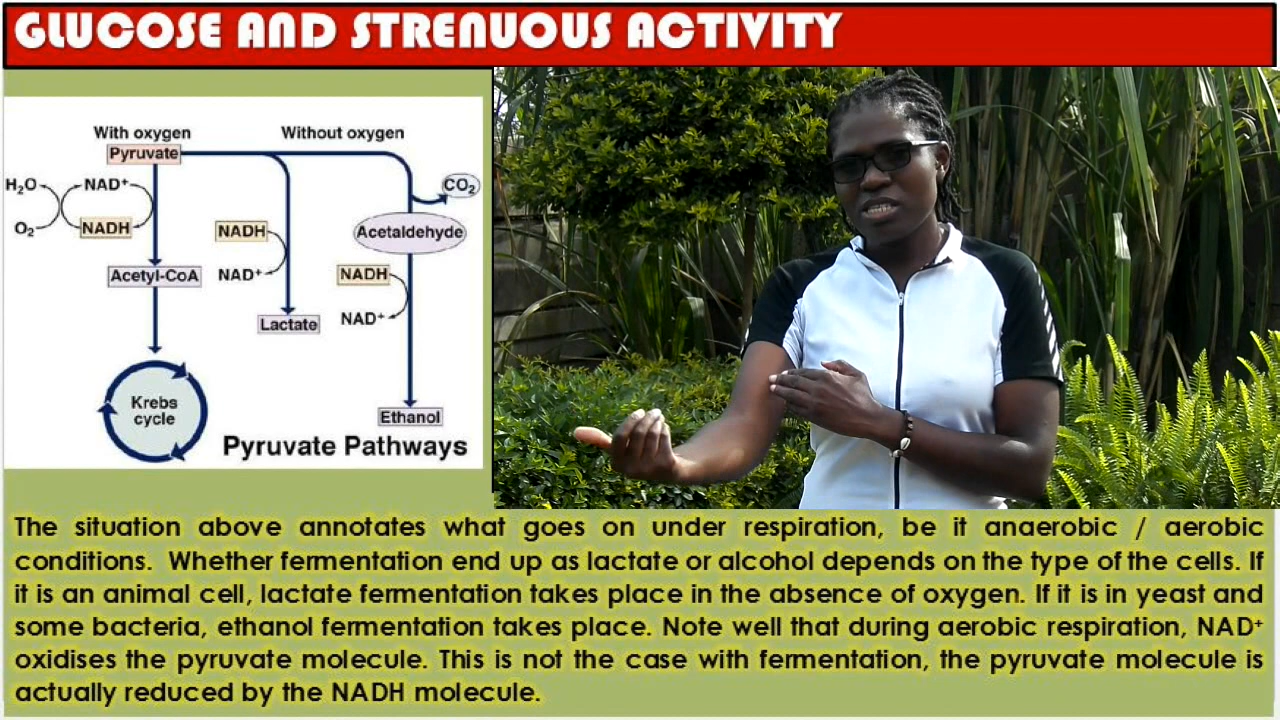 GLUCOSE AND STRENUOUS ACTIVITY
With oxygen
Without oxygen
Pyruvate
H₂O
NAD⁺
CO₂
O₂
NADH
NADH
Acetaldehyde
Acetyl-CoA
NAD⁺
NADH
Lactate
NAD⁺
Krebs
cycle
Ethanol
Pyruvate Pathways
The situation above annotates what goes on under respiration, be it anaerobic / aerobic
conditions. Whether fermentation end up as lactate or alcohol depends on the type of the cells. If
it is an animal cell, lactate fermentation takes place in the absence of oxygen. If it is in yeast and
some bacteria, ethanol fermentation takes place. Note well that during aerobic respiration, NAD⁺
oxidises the pyruvate molecule. This is not the case with fermentation, the pyruvate molecule is
actually reduced by the NADH molecule.